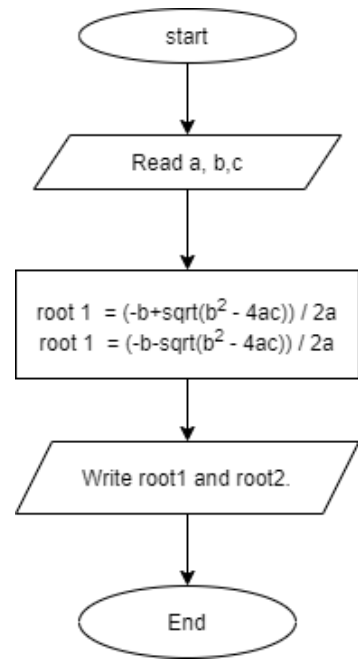 start
Read a, b,c
root 1 = (-b+sqrt(b² - 4ac)) / 2a
root 1 = (-b-sqrt(b² - 4ac)) / 2a
Write root1 and root2.
End